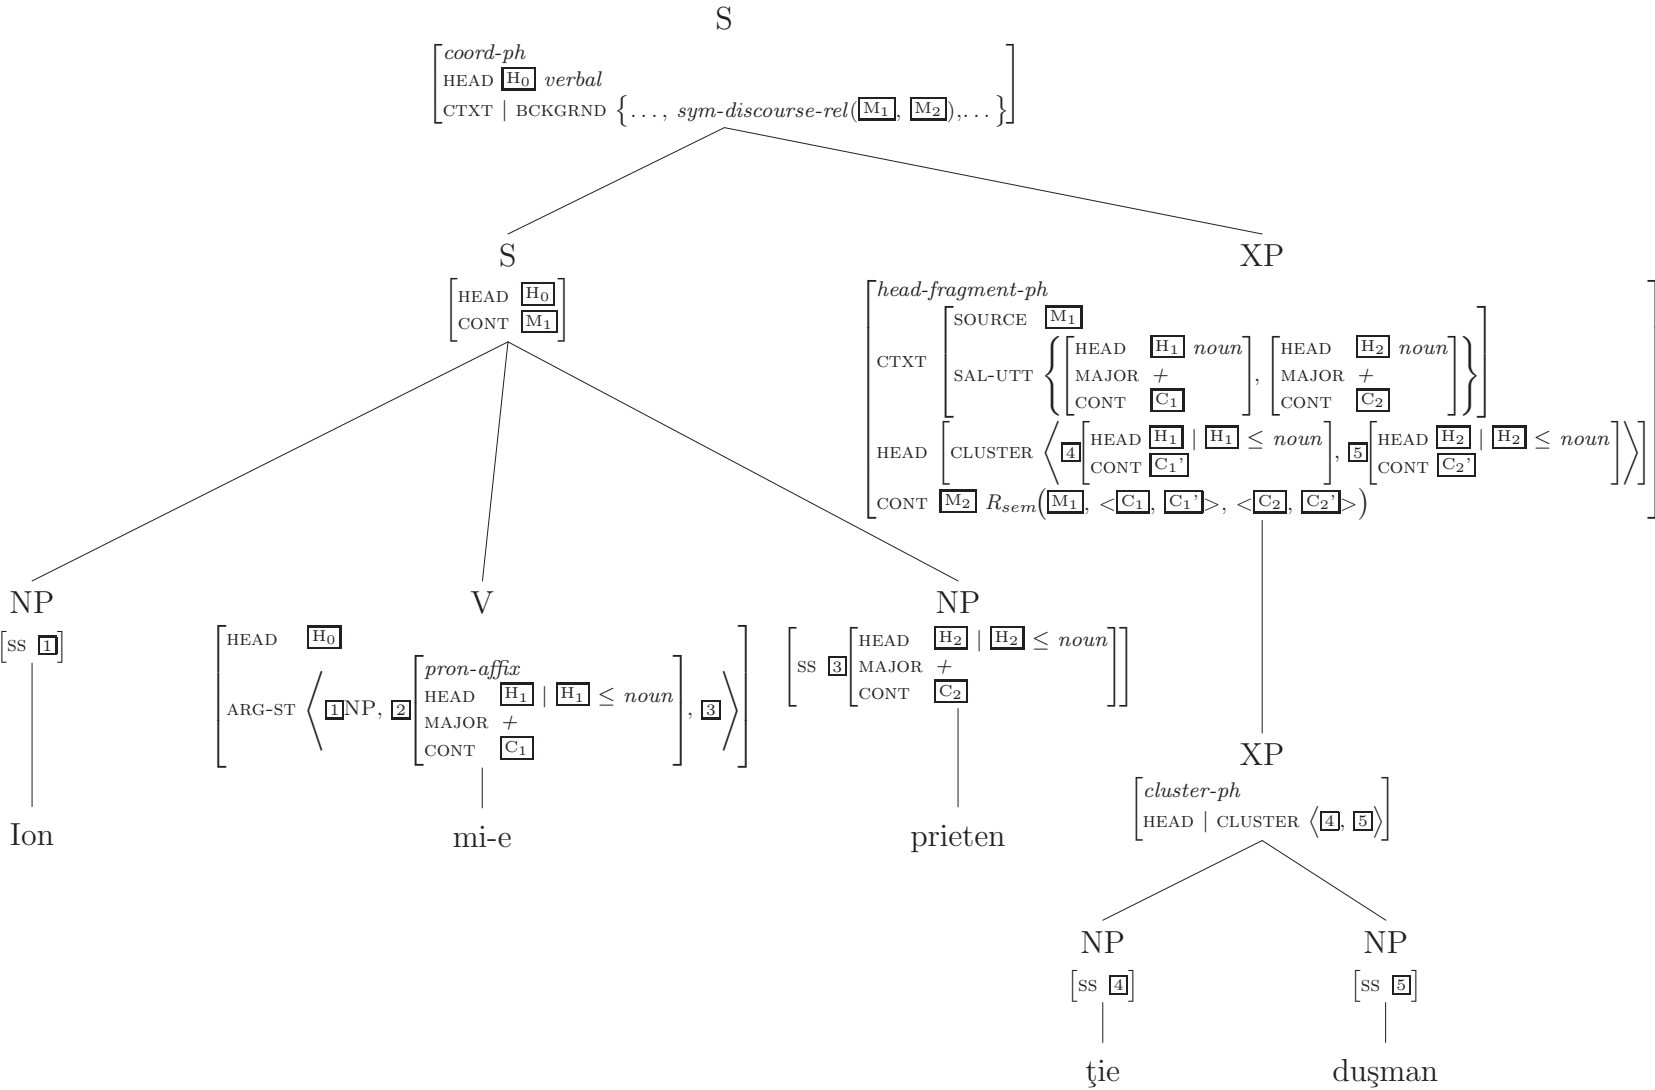 S
coord-ph
HEAD H0 verbal
CTXT | BCKGRND {..., sym-discourse-rel(M1, M2),...}
S
HEAD H0
CONT M1
XP
head-fragment-ph
CTXT
SOURCE M1
SAL-UTT
HEAD H1 noun
MAJOR +
CONT C1
,
HEAD H2 noun
MAJOR +
CONT C2
HEAD
CLUSTER
4
HEAD H1 | H1 ≤ noun
CONT C1'
, 5
HEAD H2 | H2 ≤ noun
CONT C2'
CONT M2 Rsem(M1, <C1, C1'>, <C2, C2'>)
NP
SS 1
Ion
V
HEAD H0
ARG-ST
1NP, 2
pron-affix
HEAD H1 | H1 ≤ noun
MAJOR +
CONT C1
, 3
mi-e
NP
SS 3
HEAD H2 | H2 ≤ noun
MAJOR +
CONT C2
prieten
XP
cluster-ph
HEAD | CLUSTER ⟨4, 5⟩
NP
SS 4
ţie
NP
SS 5
duşman